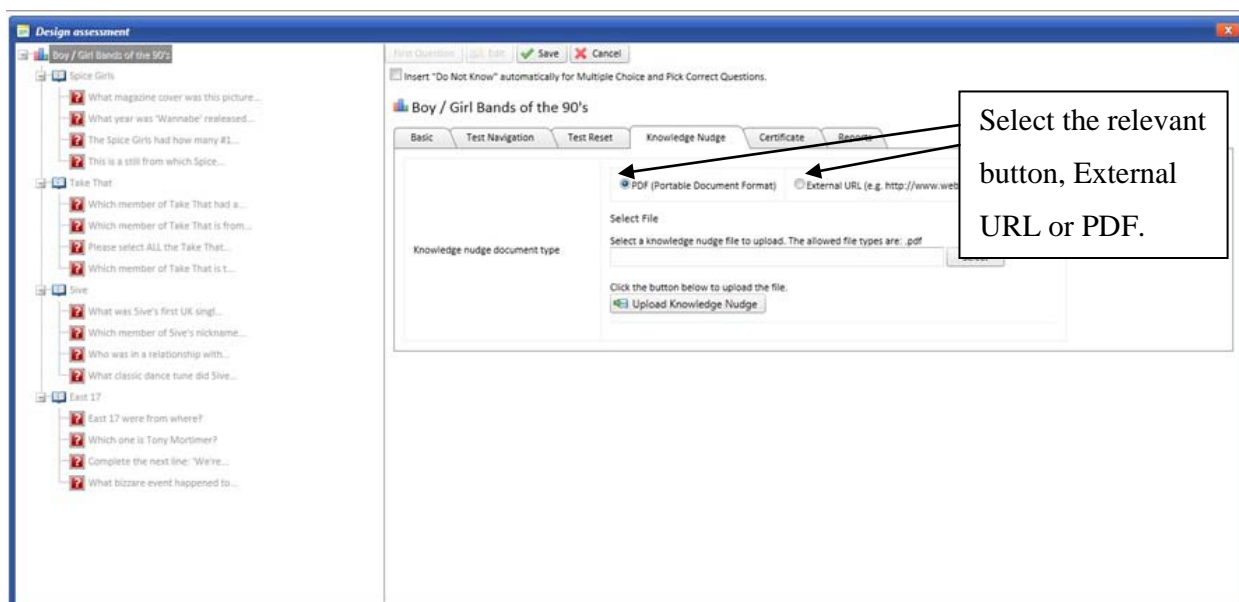 Design assessment
Boy / Girl Bands of the 90's
Spice Girls
What magazine cover was this picture...
What year was 'Wannabe' realeased...
The Spice Girls had how many #1...
This is a still from which Spice...
Take That
Which member of Take That had a...
Which member of Take That is from...
Please select ALL the Take That...
Which member of Take That is t...
5ive
What was 5ive's first UK singl...
Which member of 5ive's nickname...
Who was in a relationship with...
What classic dance tune did 5ive...
East 17
East 17 were from where?
Which one is Tony Mortimer?
Complete the next line: 'We're...
What bizzare event happened to...
First Question Edit Save Cancel
Insert "Do Not Know" automatically for Multiple Choice and Pick Correct Questions.
Boy / Girl Bands of the 90's
Basic Test Navigation Test Reset Knowledge Nudge Certificate Reports
Knowledge nudge document type
PDF (Portable Document Format) External URL (e.g. http://www.web
Select File
Select a knowledge nudge file to upload. The allowed file types are: .pdf
Click the button below to upload the file.
Upload Knowledge Nudge
Select the relevant
button, External
URL or PDF.